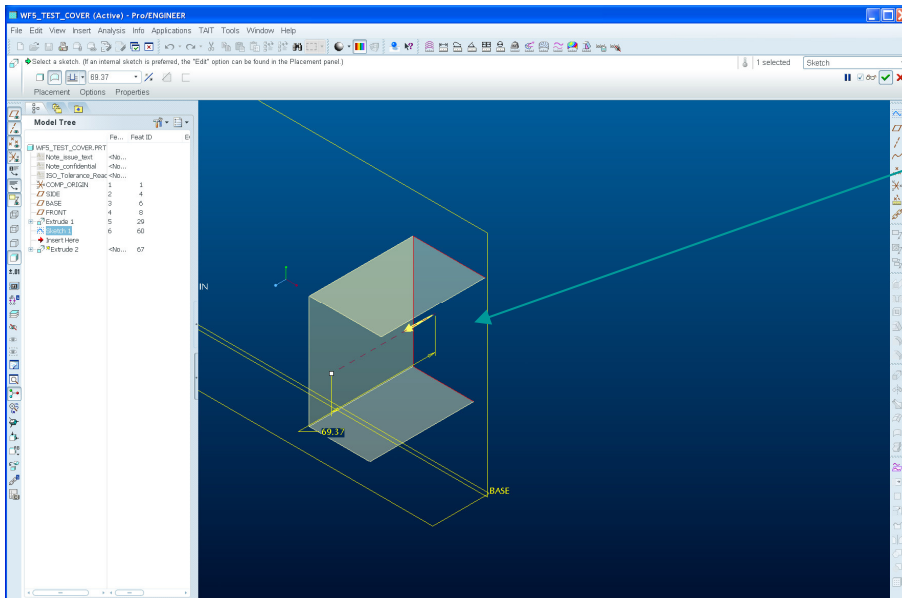 WF5_TEST_COVER (Active) - Pro/ENGINEER
File Edit View Insert Analysis Info Applications TAIT Tools Window Help
Select a sketch. (If an internal sketch is preferred, the "Edit" option can be found in the Placement panel.)
1 selected Sketch
69.37
Placement Options Properties
Model Tree
Fe... Feat ID
WF5_TEST_COVER.PRT
Note_issue_text <No...
Note_confidential <No...
ISO_Tolerance_Reac <No...
COMP_ORIGIN 1 1
SIDE 2 4
BASE 3 6
FRONT 4 8
Extrude 1 5 29
Sketch 1 6 60
Insert Here
Extrude 2 <No... 67
IN
69.37
BASE